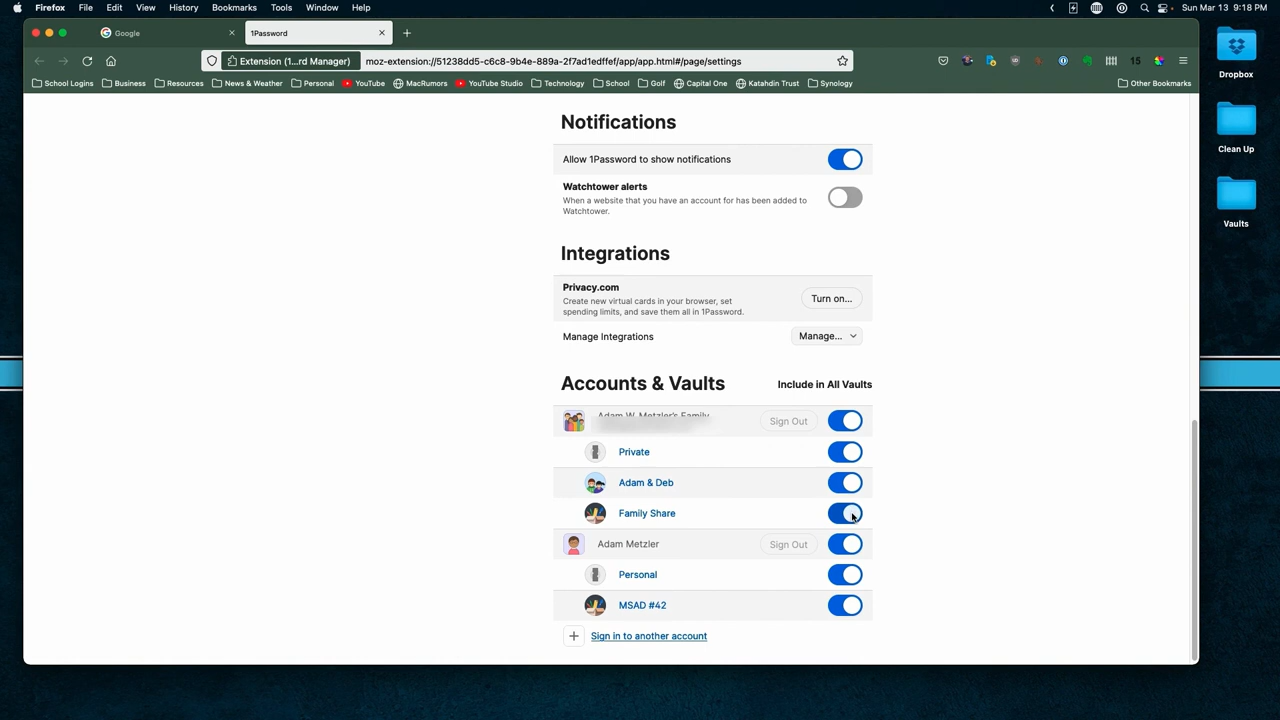 Firefox File Edit View History Bookmarks Tools Window Help
Sun Mar 13 9:18 PM
Google
1Password
Extension (1...rd Manager)
moz-extension://51238dd5-c6c8-9b4e-889a-2f7ad1edffef/app/app.html#/page/settings
15
School Logins Business Resources News & Weather Personal YouTube MacRumors YouTube Studio Technology School Golf Capital One Katahdin Trust Synology Other Bookmarks
Dropbox
Clean Up
Vaults
Notifications
Allow 1Password to show notifications
Watchtower alerts
When a website that you have an account for has been added to
Watchtower.
Integrations
Privacy.com
Create new virtual cards in your browser, set
spending limits, and save them all in 1Password.
Turn on...
Manage Integrations
Manage...
Accounts & Vaults
Include in All Vaults
Adam W. Metzler's Family
Sign Out
Private
Adam & Deb
Family Share
Adam Metzler
Sign Out
Personal
MSAD #42
Sign in to another account